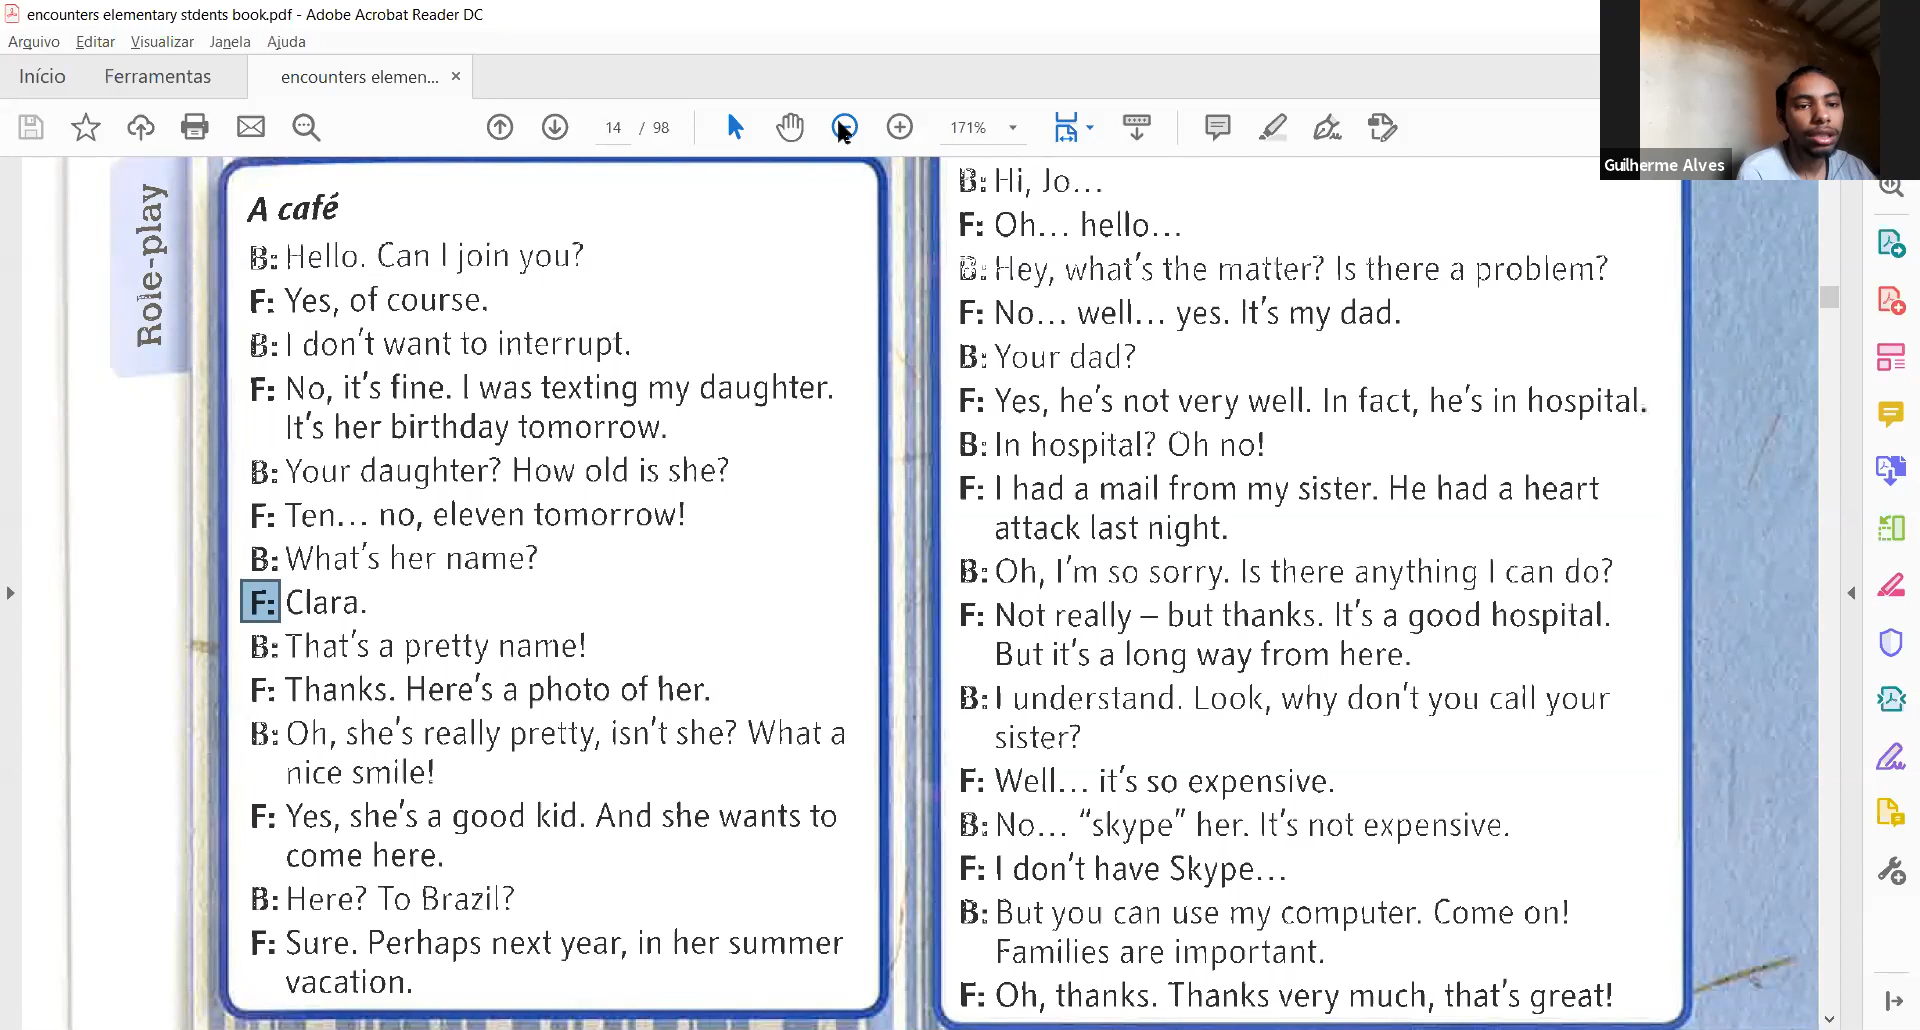 encounters elementary stdents book.pdf - Adobe Acrobat Reader DC
Arquivo Editar Visualizar Janela Ajuda
Início Ferramentas encounters elemen... ×
14 / 98 171%
Guilherme Alves
Role-play
A café
B: Hello. Can I join you?
F: Yes, of course.
B: I don't want to interrupt.
F: No, it's fine. I was texting my daughter.
It's her birthday tomorrow.
B: Your daughter? How old is she?
F: Ten... no, eleven tomorrow!
B: What's her name?
F: Clara.
B: That's a pretty name!
F: Thanks. Here's a photo of her.
B: Oh, she's really pretty, isn't she? What a
nice smile!
F: Yes, she's a good kid. And she wants to
come here.
B: Here? To Brazil?
F: Sure. Perhaps next year, in her summer
vacation.
B: Hi, Jo...
F: Oh... hello...
B: Hey, what's the matter? Is there a problem?
F: No... well... yes. It's my dad.
B: Your dad?
F: Yes, he's not very well. In fact, he's in hospital.
B: In hospital? Oh no!
F: I had a mail from my sister. He had a heart
attack last night.
B: Oh, I'm so sorry. Is there anything I can do?
F: Not really – but thanks. It's a good hospital.
But it's a long way from here.
B: I understand. Look, why don't you call your
sister?
F: Well... it's so expensive.
B: No... "skype" her. It's not expensive.
F: I don't have Skype...
B: But you can use my computer. Come on!
Families are important.
F: Oh, thanks. Thanks very much, that's great!